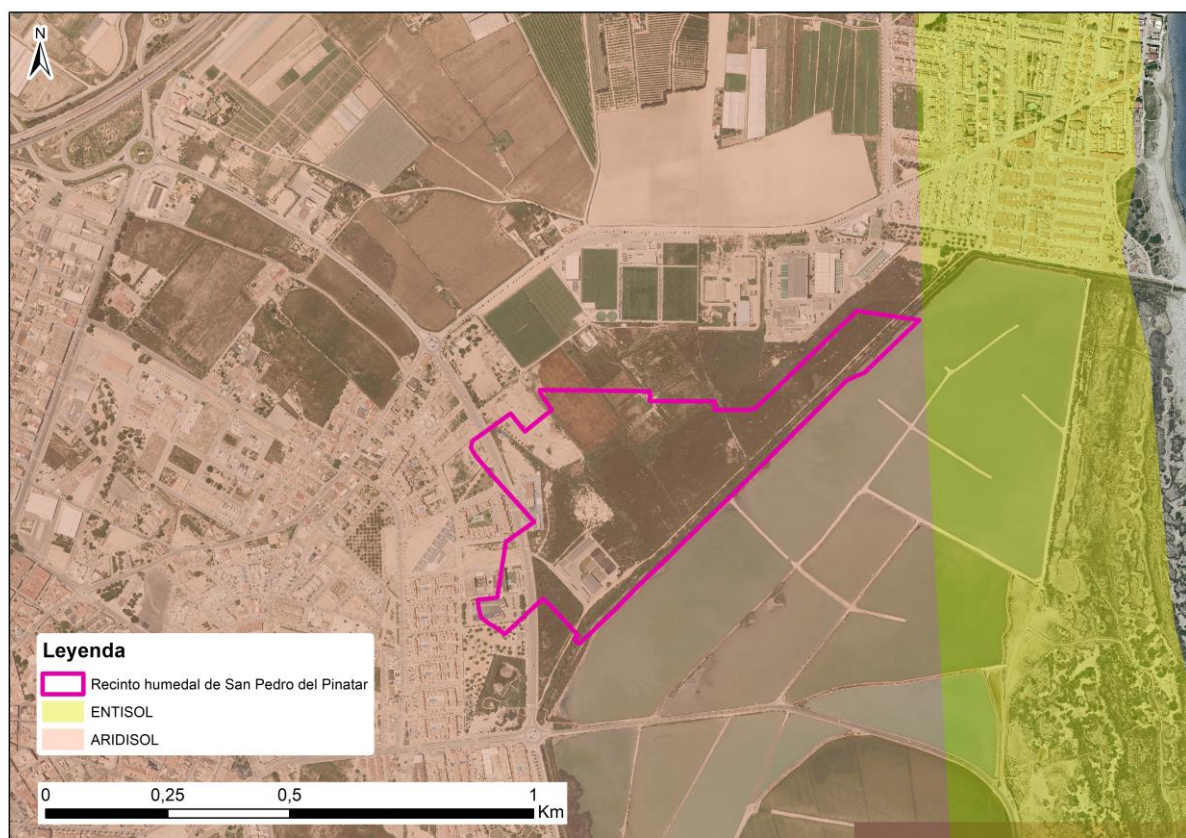 N
Leyenda
Recinto humedal de San Pedro del Pinatar
ENTISOL
ARIDISOL
0 0,25 0,5 1
Km